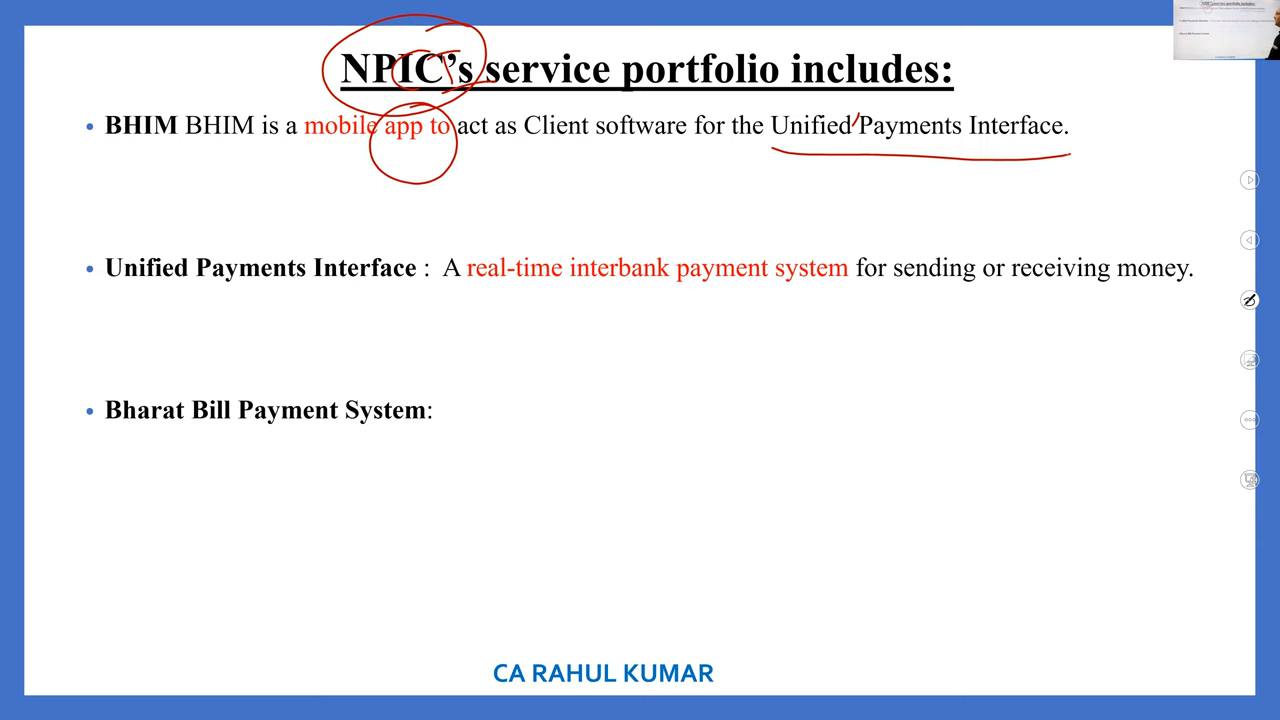 NPIC's service portfolio includes:
• BHIM BHIM is a mobile app to act as Client software for the Unified Payments Interface.
• Unified Payments Interface : A real-time interbank payment system for sending or receiving money.
• Bharat Bill Payment System:
CA RAHUL KUMAR